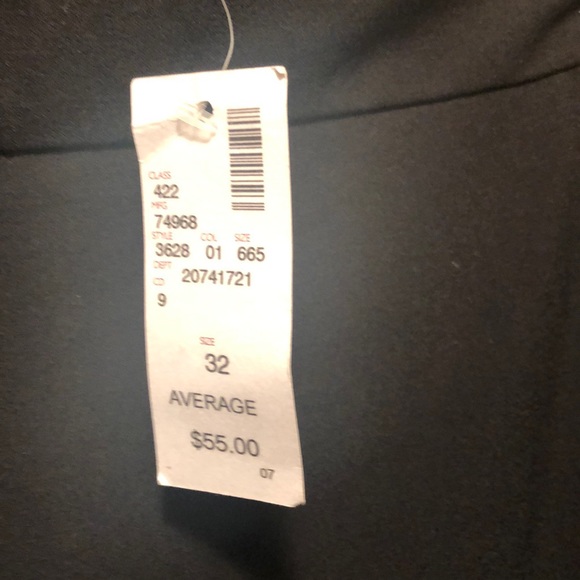 CLASS
422
MFG
74968
STYLE COL SIZE
3628 01 665
DEPT
20741721
CD
9
SIZE
32
AVERAGE
$55.00
07